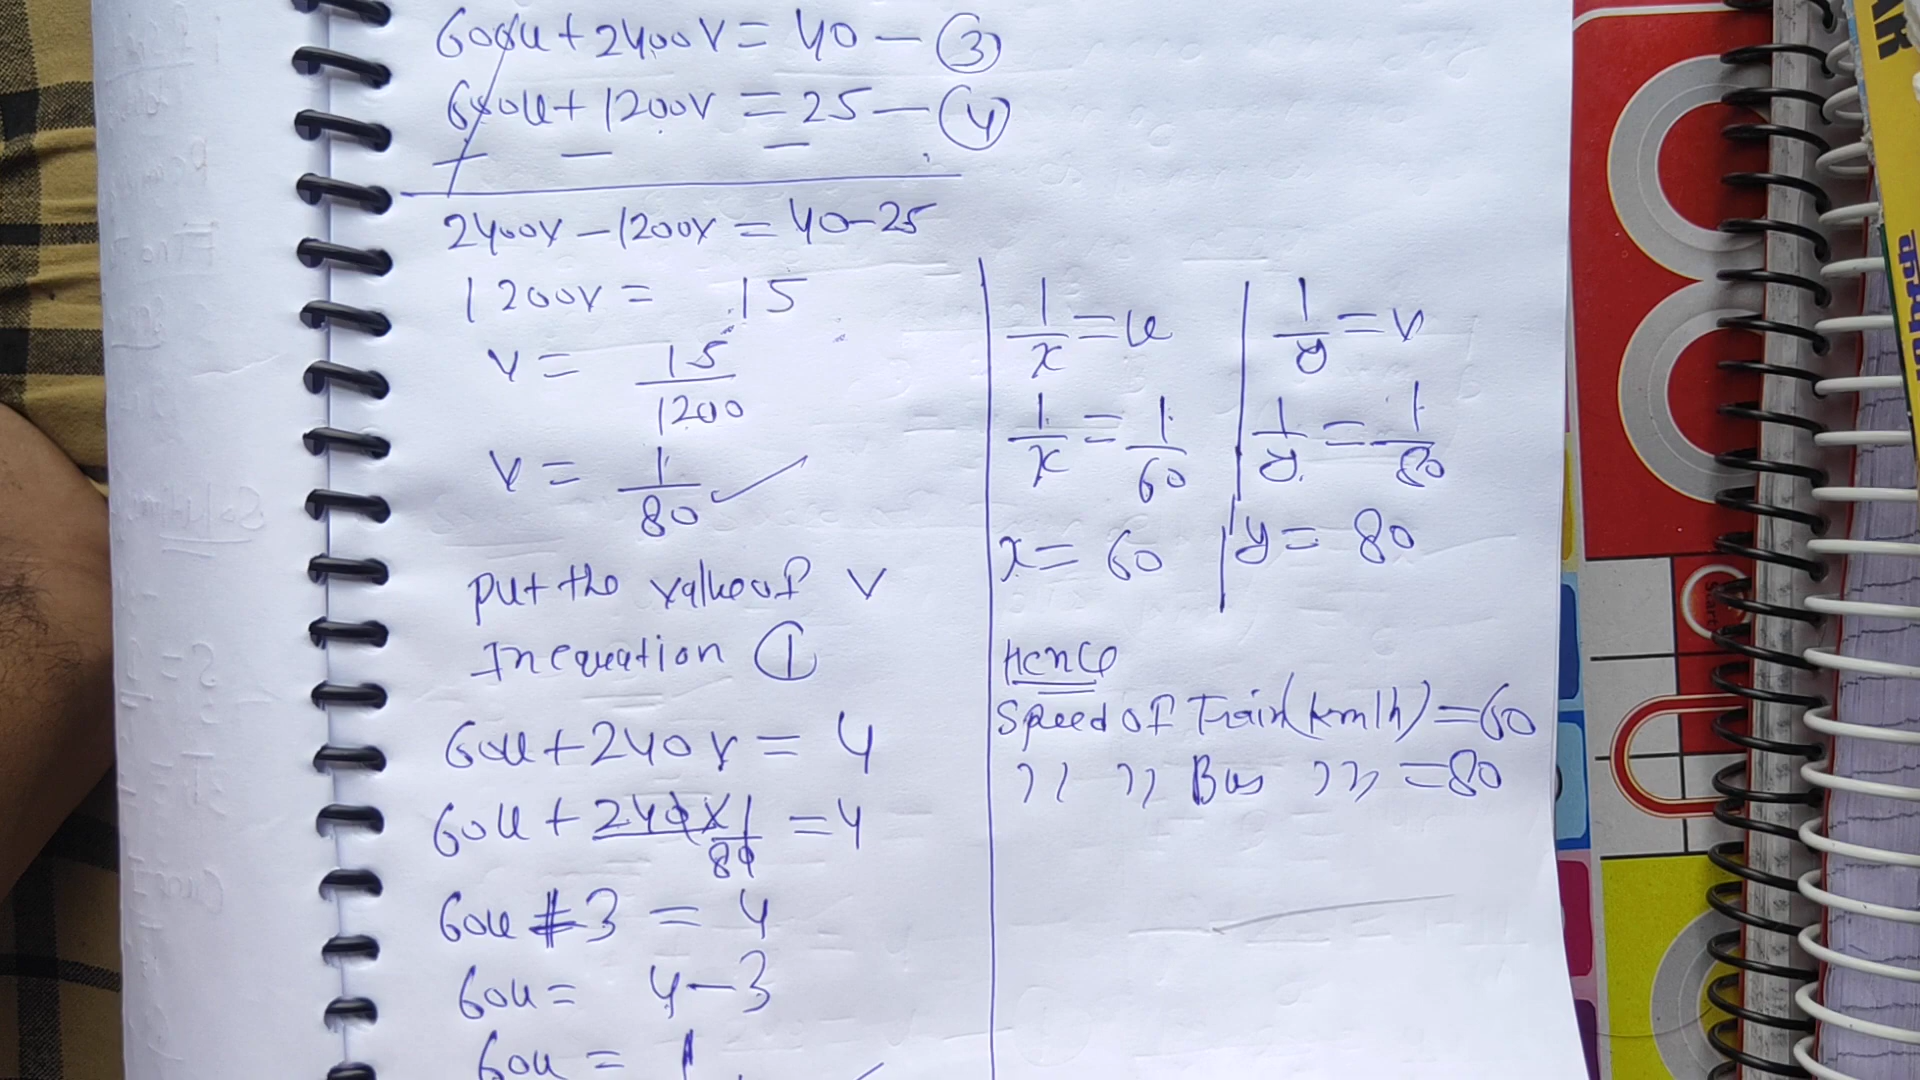 600u + 2400v = 40 - ③
600u + 1200v = 25 - ④
- - -
2400v - 1200v = 40 - 25
1200v = 15
v = 15/1200
v = 1/80 ✓
put the value of v
In equation ①
60u + 240v = 4
60u + 240×1/80 = 4
60u + 3 = 4
60u = 4 - 3
60u = 1
1/x = u | 1/y = v
1/x = 1/60 | 1/y = 1/80
x = 60 | y = 80
Hence
Speed of Train (km/h) = 60
,, ,, Bus ,, ,, = 80
Start